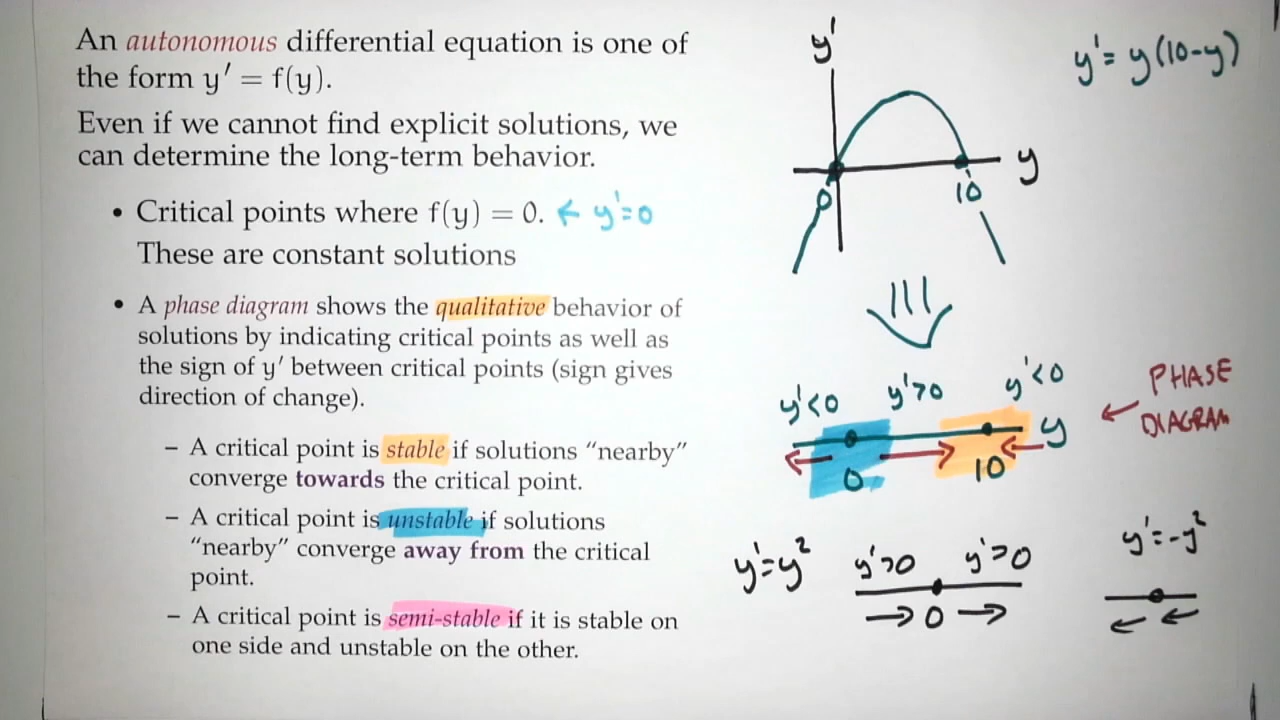 An autonomous differential equation is one of
the form y′ = f(y).
Even if we cannot find explicit solutions, we
can determine the long-term behavior.
• Critical points where f(y) = 0. ← y'=0
These are constant solutions
• A phase diagram shows the qualitative behavior of
solutions by indicating critical points as well as
the sign of y′ between critical points (sign gives
direction of change).
– A critical point is stable if solutions “nearby”
converge towards the critical point.
– A critical point is unstable if solutions
“nearby” converge away from the critical
point.
– A critical point is semi-stable if it is stable on
one side and unstable on the other.
y'
y'= y(10-y)
y
0
10
y'<0
y'>0
y'<0
y
0
10
← PHASE
DIAGRAM
y'=y²
y'>0
y'>0
→ 0 →
y'=-y²
← ←